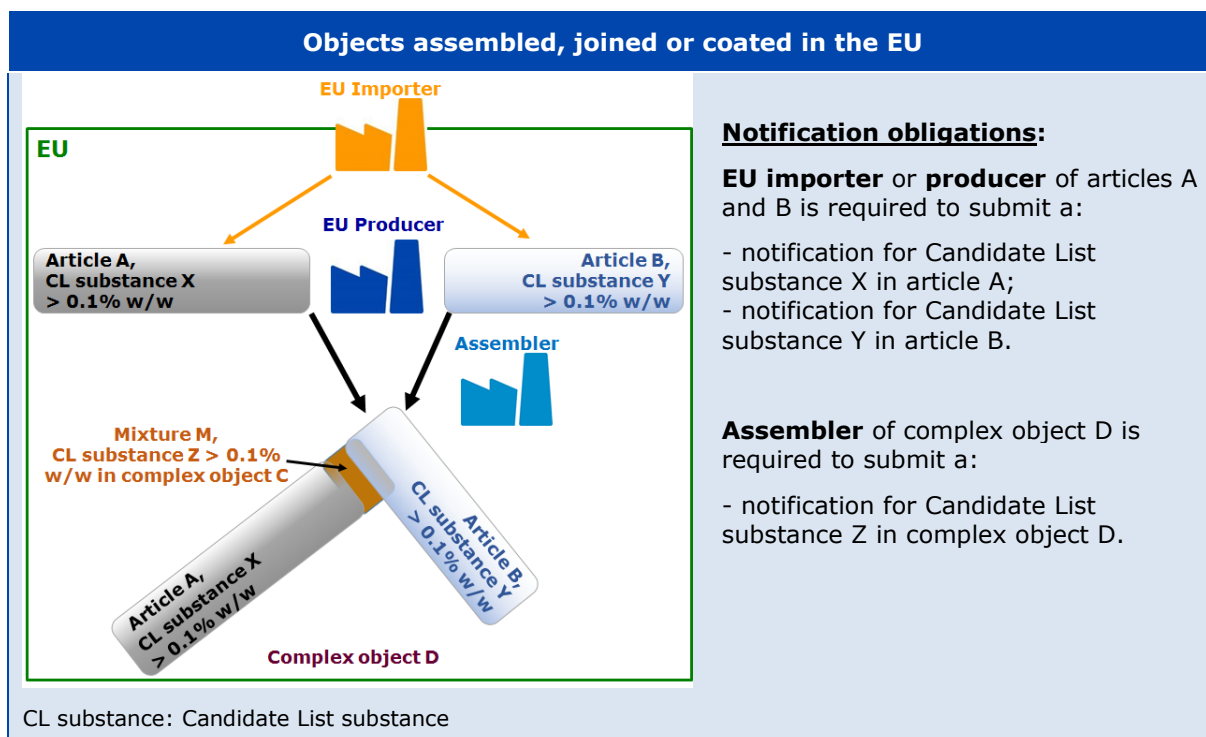 Objects assembled, joined or coated in the EU
EU Importer
EU
EU Producer
Article A,
CL substance X
> 0.1% w/w
Article B,
CL substance Y
> 0.1% w/w
Assembler
Mixture M,
CL substance Z > 0.1%
w/w in complex object C
Article A,
CL substance X
> 0.1% w/w
Article B,
CL substance Y
> 0.1% w/w
Complex object D
Notification obligations:
EU importer or producer of articles A
and B is required to submit a:
- notification for Candidate List
substance X in article A;
- notification for Candidate List
substance Y in article B.
Assembler of complex object D is
required to submit a:
- notification for Candidate List
substance Z in complex object D.
CL substance: Candidate List substance